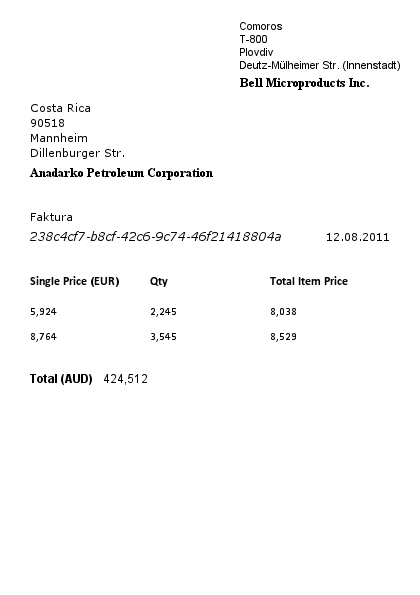 Comoros
T-800
Plovdiv
Deutz-Mülheimer Str. (Innenstadt)
Bell Microproducts Inc.
Costa Rica
90518
Mannheim
Dillenburger Str.
Anadarko Petroleum Corporation
Faktura
238c4cf7-b8cf-42c6-9c74-46f21418804a 12.08.2011
Single Price (EUR) Qty Total Item Price
5,924 2,245 8,038
8,764 3,545 8,529
Total (AUD) 424,512